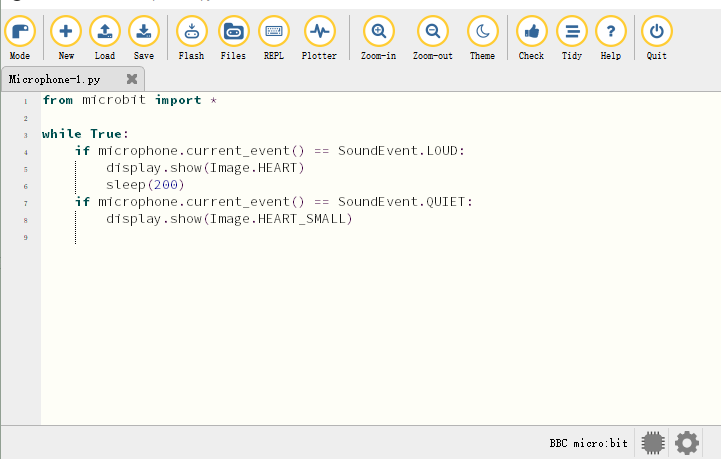 Mode New Load Save Flash Files REPL Plotter Zoom-in Zoom-out Theme Check Tidy Help Quit
Microphone-1.py
1 from microbit import *
2
3 while True:
4 if microphone.current_event() == SoundEvent.LOUD:
5 display.show(Image.HEART)
6 sleep(200)
7 if microphone.current_event() == SoundEvent.QUIET:
8 display.show(Image.HEART_SMALL)
9
BBC micro:bit